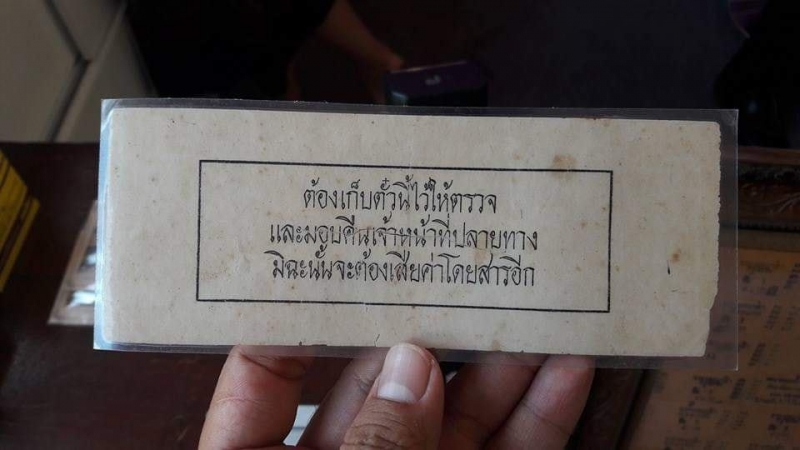 ต้องเก็บตั๋วนี้ไว้ให้ตรวจ
และมอบคืนเจ้าหน้าที่ปลายทาง
มิฉะนั้นจะต้องเสียค่าโดยสารอีก